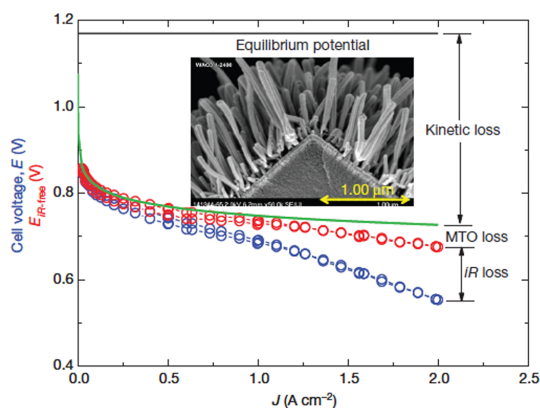 1.2
1.0
0.8
0.6
0.4
Cell voltage, E (V)
EiR-free (V)
Equilibrium potential
1.00 μm
1.00um
Kinetic loss
MTO loss
iR loss
0.0
0.5
1.0
1.5
2.0
2.5
J (A cm–2)